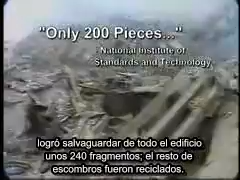 "Only 200 Pieces..."
- National Institute of
Standards and Technology
logró salvaguardar de todo el edificio
unos 240 fragmentos; el resto de
escombros fueron reciclados.